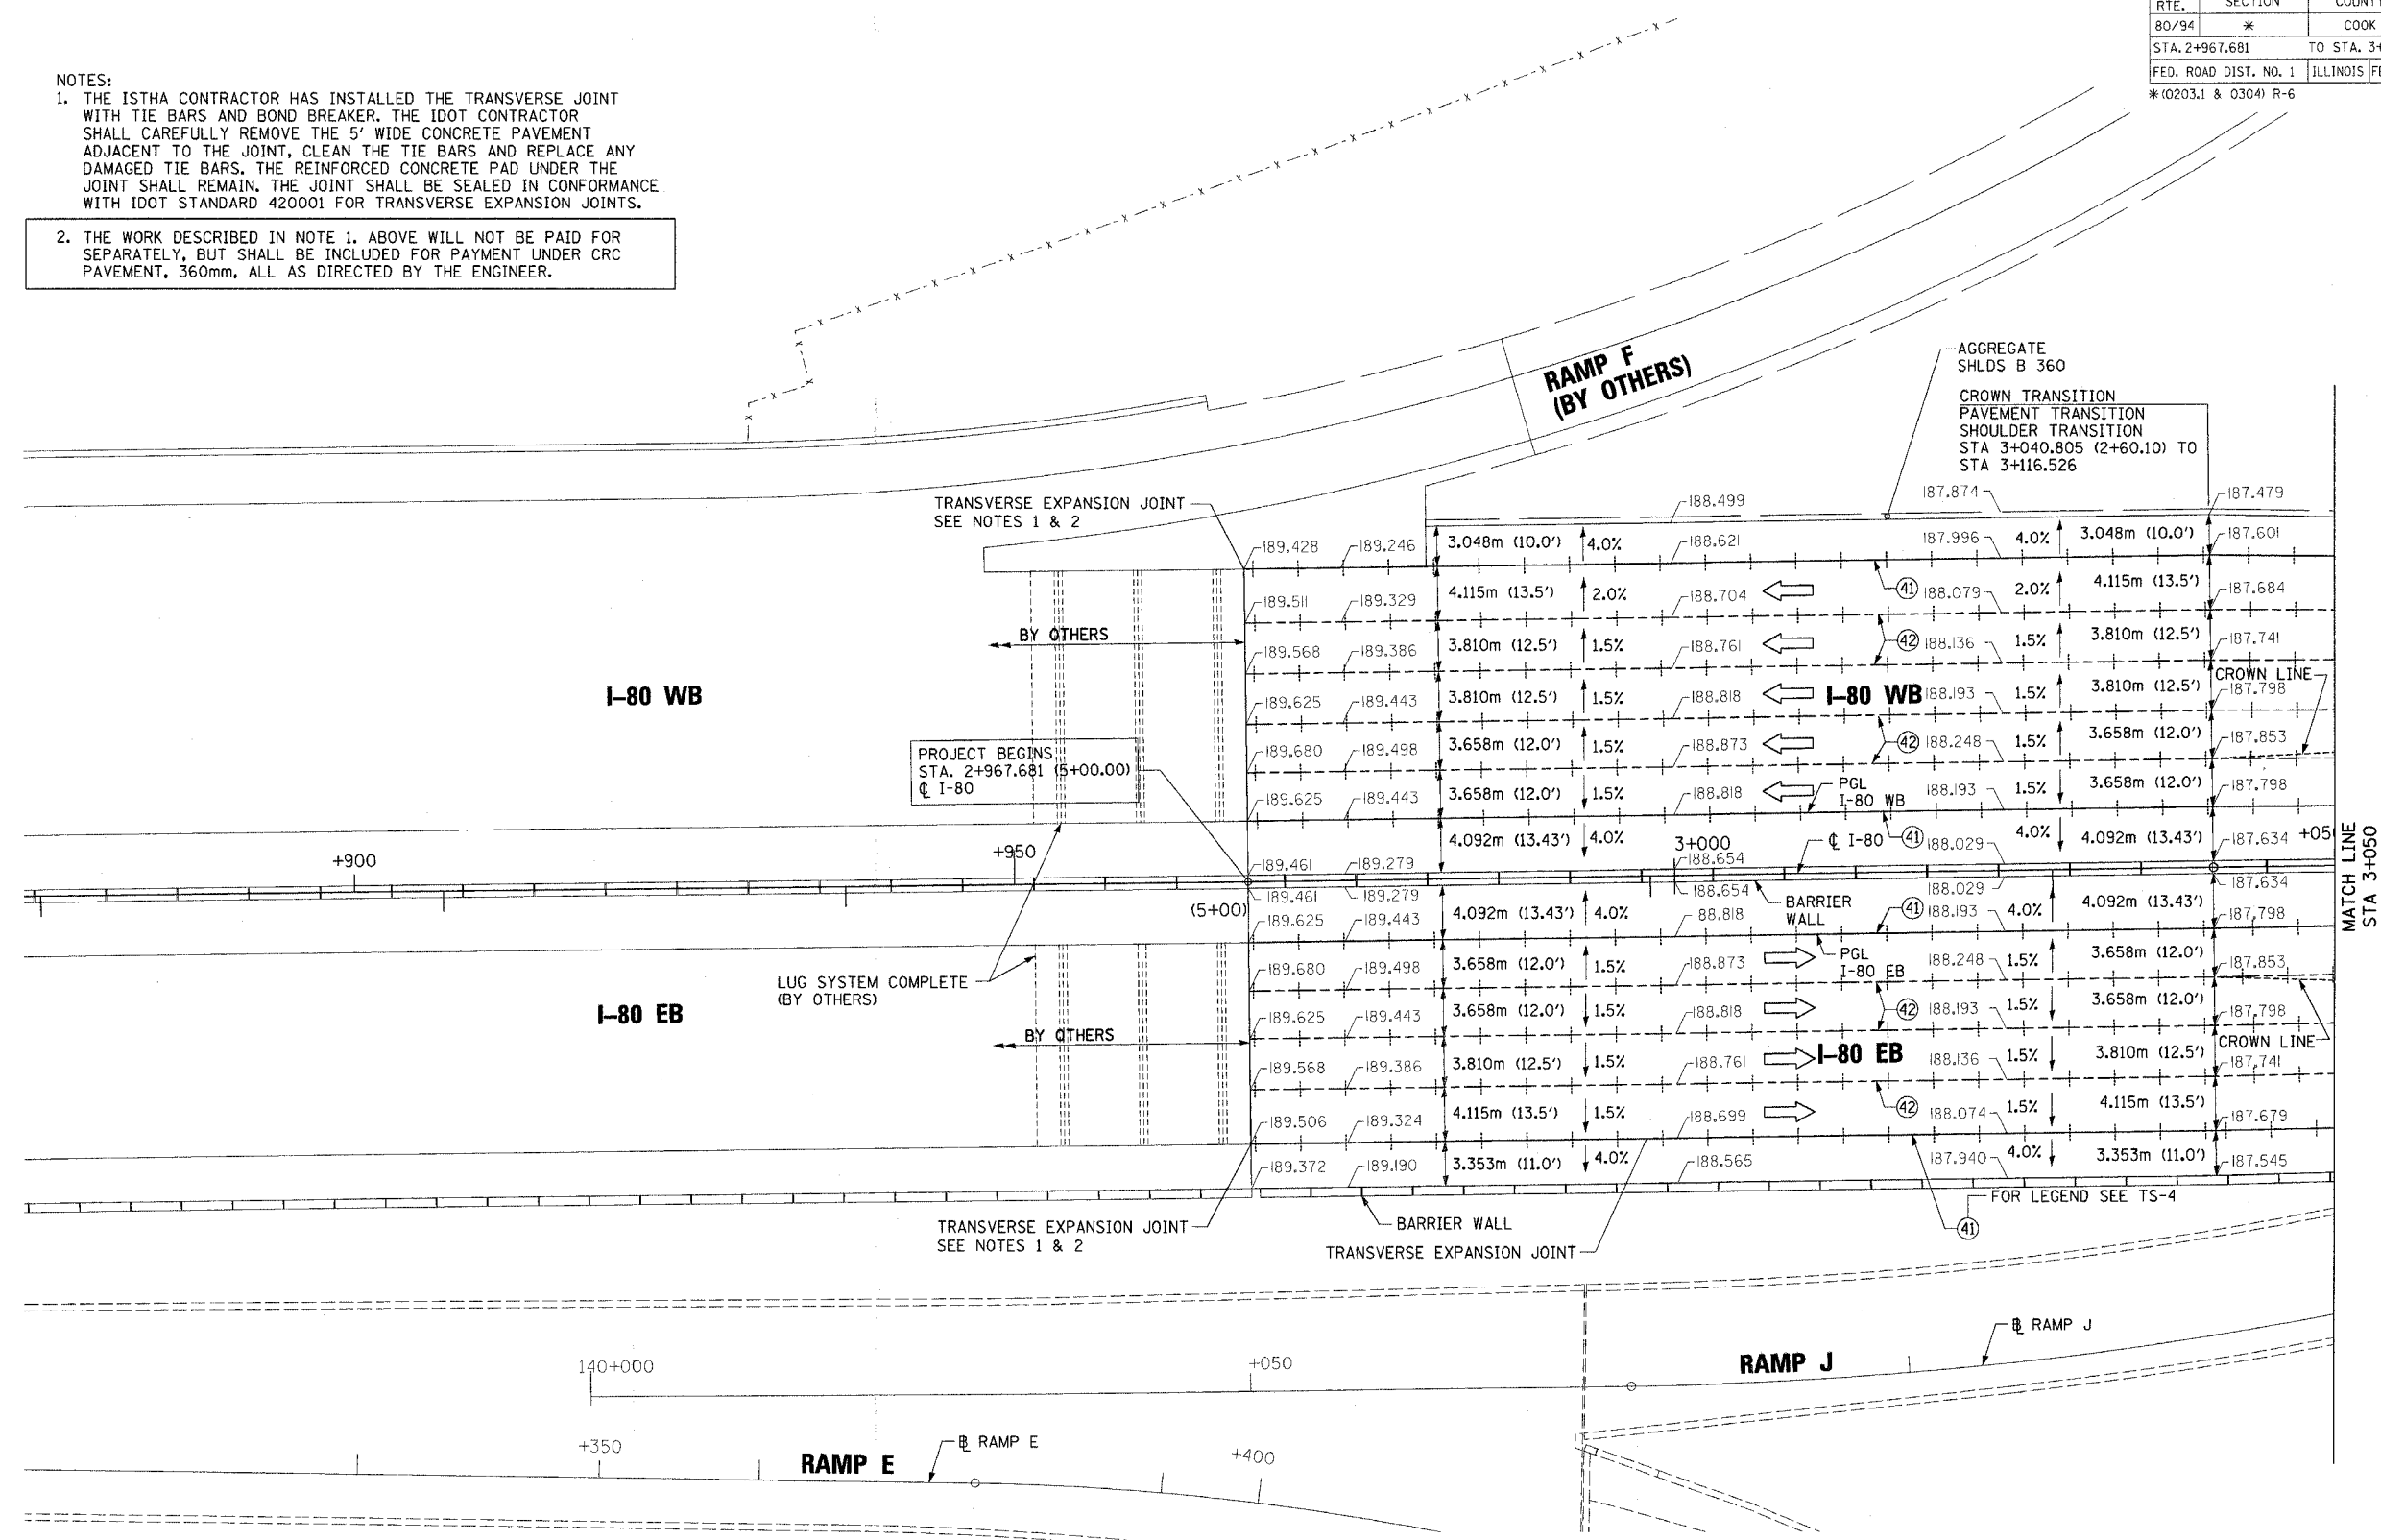 RTE.
SECTION
80/94
*
COOK
STA. 2+967.681
TO STA. 3+
FED. ROAD DIST. NO. 1
ILLINOIS
*(0203.1 & 0304) R-6
NOTES:
1. THE ISTHA CONTRACTOR HAS INSTALLED THE TRANSVERSE JOINT
WITH TIE BARS AND BOND BREAKER. THE IDOT CONTRACTOR
SHALL CAREFULLY REMOVE THE 5' WIDE CONCRETE PAVEMENT
ADJACENT TO THE JOINT, CLEAN THE TIE BARS AND REPLACE ANY
DAMAGED TIE BARS. THE REINFORCED CONCRETE PAD UNDER THE
JOINT SHALL REMAIN. THE JOINT SHALL BE SEALED IN CONFORMANCE
WITH IDOT STANDARD 420001 FOR TRANSVERSE EXPANSION JOINTS.
2. THE WORK DESCRIBED IN NOTE 1. ABOVE WILL NOT BE PAID FOR
SEPARATELY, BUT SHALL BE INCLUDED FOR PAYMENT UNDER CRC
PAVEMENT, 360mm, ALL AS DIRECTED BY THE ENGINEER.
RAMP F
(BY OTHERS)
AGGREGATE
SHLDS B 360
CROWN TRANSITION
PAVEMENT TRANSITION
SHOULDER TRANSITION
STA 3+040.805 (2+60.10) TO
STA 3+116.526
TRANSVERSE EXPANSION JOINT
SEE NOTES 1 & 2
188.499
187.874
187.479
189.428 189.246 3.048m (10.0') 4.0% 188.621 187.996 4.0% 3.048m (10.0') 187.601
189.511 189.329 4.115m (13.5') 2.0% 188.704 41 188.079 2.0% 4.115m (13.5') 187.684
BY OTHERS
189.568 189.386 3.810m (12.5') 1.5% 188.761 42 188.136 1.5% 3.810m (12.5') 187.741
CROWN LINE
I-80 WB
189.625 189.443 3.810m (12.5') 1.5% 188.818 I-80 WB 188.193 1.5% 3.810m (12.5') 187.798
189.680 189.498 3.658m (12.0') 1.5% 188.873 42 188.248 1.5% 3.658m (12.0') 187.853
PROJECT BEGINS
STA. 2+967.681 (5+00.00)
℄ I-80
189.625 189.443 3.658m (12.0') 1.5% 188.818 PGL 188.193 1.5% 3.658m (12.0') 187.798
I-80 WB
4.092m (13.43') 4.0% 3+000 ℄ I-80 41 188.029 4.0% 4.092m (13.43') 187.634 +05
+900
+950
189.461 189.279 188.654
MATCH LINE
STA 3+050
189.461 189.279 188.654 188.029 187.634
(5+00)
189.625 189.443 4.092m (13.43') 4.0% 188.818 BARRIER 41 188.193 4.0% 4.092m (13.43') 187.798
WALL
LUG SYSTEM COMPLETE
(BY OTHERS)
189.680 189.498 3.658m (12.0') 1.5% 188.873 PGL 188.248 1.5% 3.658m (12.0') 187.853
I-80 EB
I-80 EB
189.625 189.443 3.658m (12.0') 1.5% 188.818 42 188.193 1.5% 3.658m (12.0') 187.798
BY OTHERS
CROWN LINE
189.568 189.386 3.810m (12.5') 1.5% 188.761 I-80 EB 188.136 1.5% 3.810m (12.5') 187.741
189.506 189.324 4.115m (13.5') 1.5% 188.699 42 188.074 1.5% 4.115m (13.5') 187.679
189.372 189.190 3.353m (11.0') 4.0% 188.565 187.940 4.0% 3.353m (11.0') 187.545
FOR LEGEND SEE TS-4
41
TRANSVERSE EXPANSION JOINT
SEE NOTES 1 & 2
BARRIER WALL
TRANSVERSE EXPANSION JOINT
RAMP J
140+000
+050
RAMP J
+350
RAMP E
RAMP E
+400